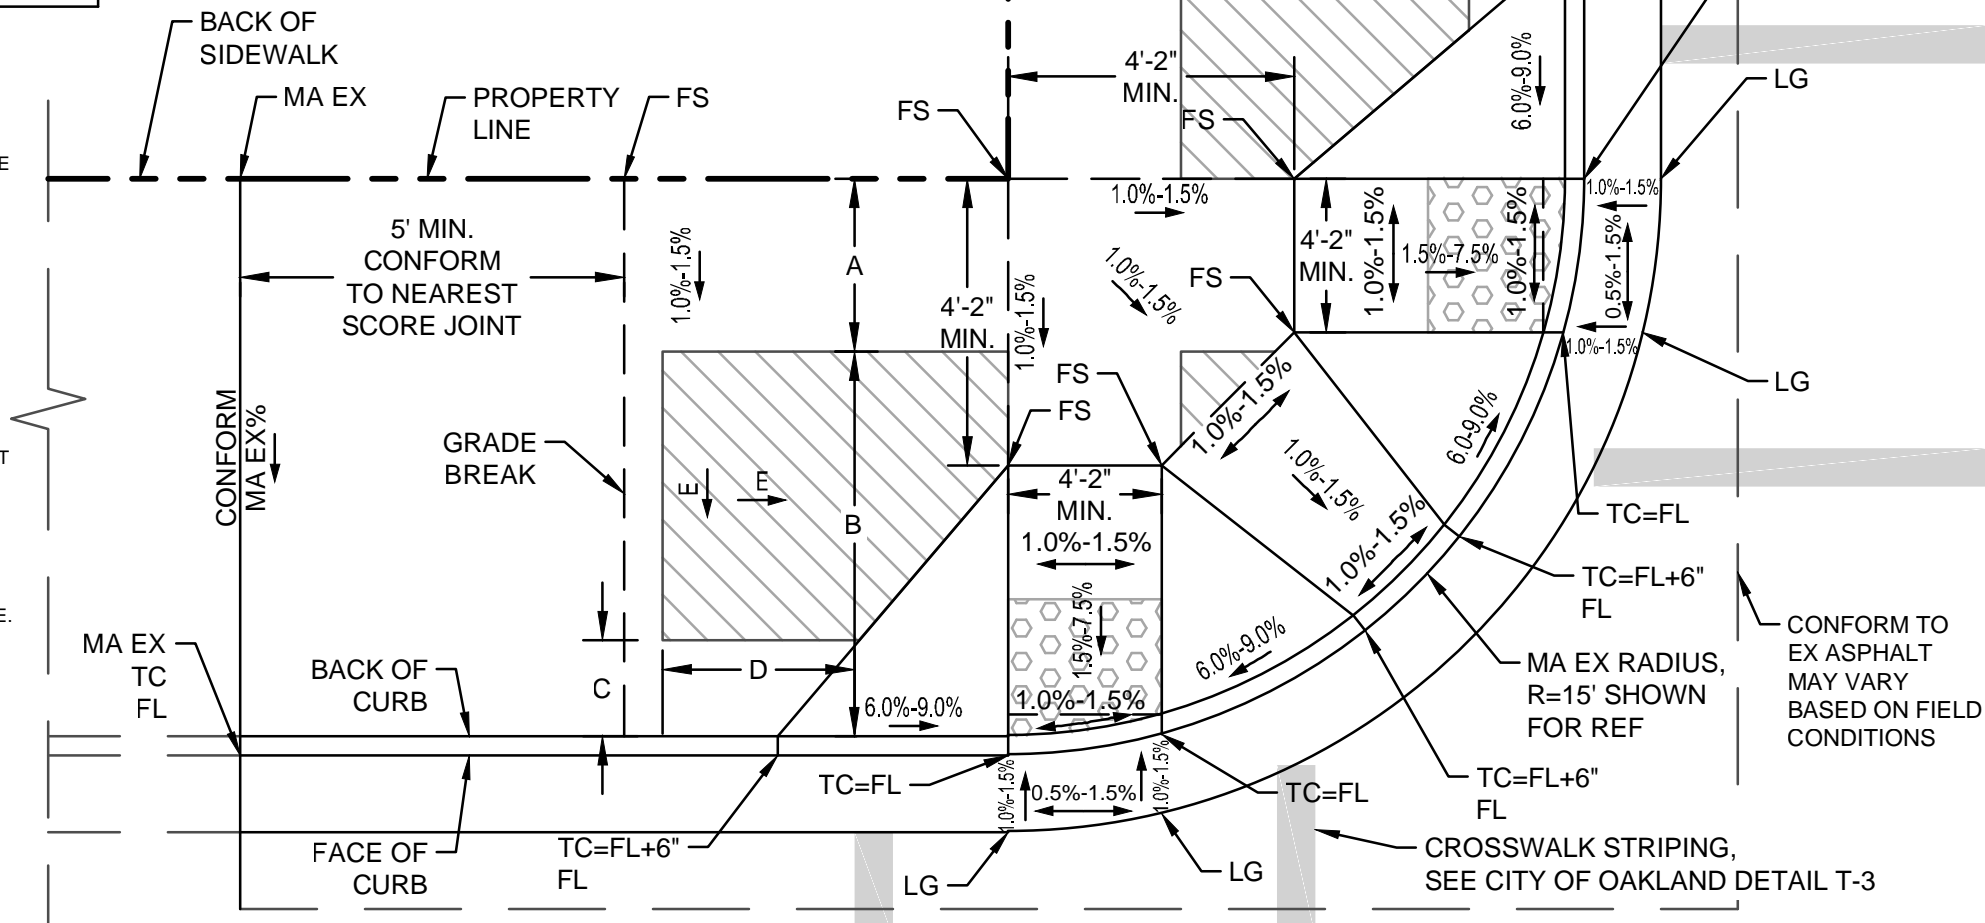 BACK OF
SIDEWALK
MA EX
PROPERTY
LINE
FS
FS
4'-2"
MIN.
FS
6.0%-9.0%
LG
E
5' MIN.
CONFORM
TO NEAREST
SCORE JOINT
1.0%-1.5%
A
4'-2"
MIN.
1.0%-1.5%
1.0%-1.5%
1.0%-1.5%
FS
4'-2"
MIN.
1.0%-1.5%
1.5%-7.5%
1.0%-1.5%
1.0%-1.5%
0.5%-1.5%
1.0%-1.5%
LG
CONFORM
MA EX%
GRADE
BREAK
T
E
E
B
FS
FS
1.0%-1.5%
1.0%-1.5%
6.0-9.0%
1.0%-1.5%
4'-2"
MIN.
1.0%-1.5%
1.5%-7.5%
1.0%-1.5%
6.0%-9.0%
TC=FL
TC=FL+6"
FL
E.
MA EX
TC
FL
BACK OF
CURB
C
D
6.0%-9.0%
MA EX RADIUS,
R=15' SHOWN
FOR REF
CONFORM TO
EX ASPHALT
MAY VARY
BASED ON FIELD
CONDITIONS
TC=FL
1.0%-1.5%
0.5%-1.5%
1.0%-1.5%
TC=FL
TC=FL+6"
FL
FACE OF
CURB
TC=FL+6"
FL
LG
LG
CROSSWALK STRIPING,
SEE CITY OF OAKLAND DETAIL T-3